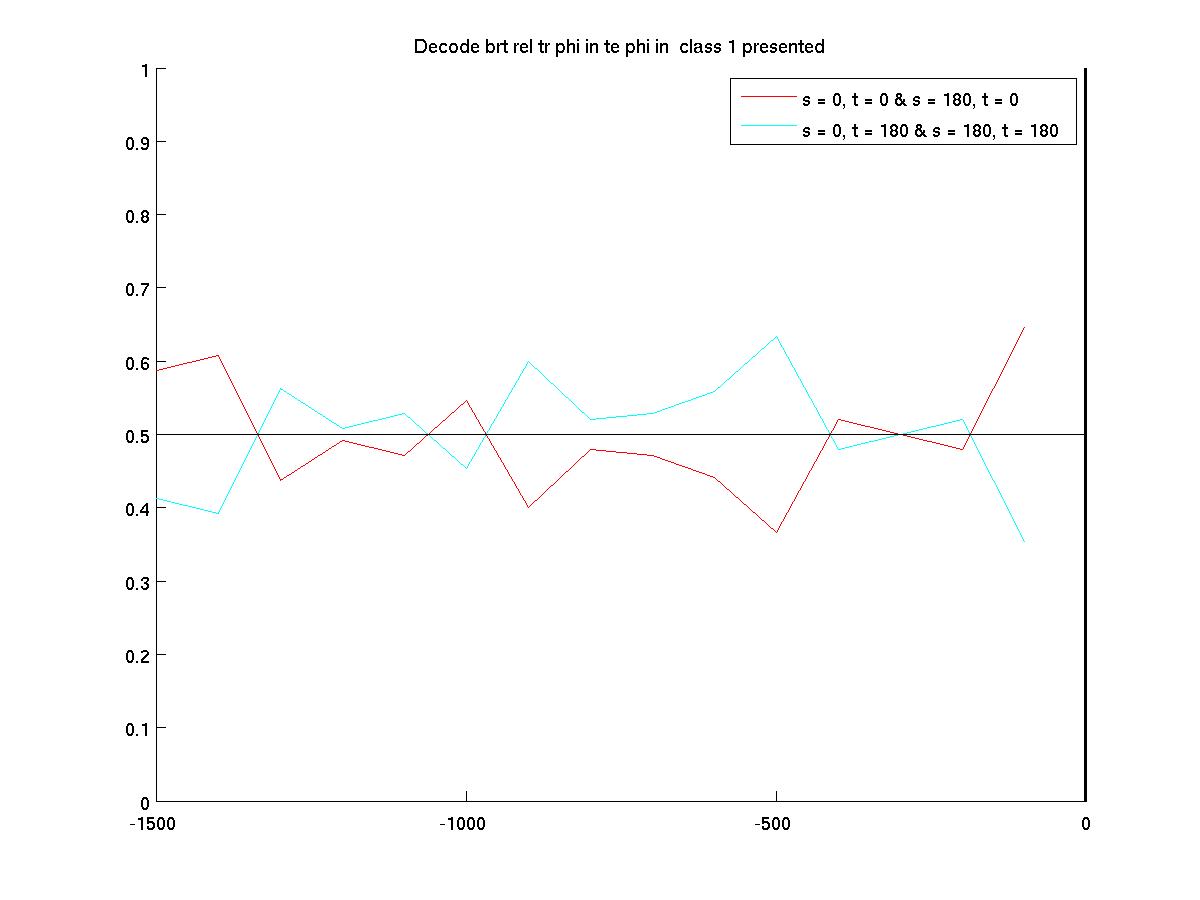 Decode brt rel tr phi in te phi in  class 1 presented
s = 0, t = 0 & s = 180, t = 0
s = 0, t = 180 & s = 180, t = 180
1
0.9
0.8
0.7
0.6
0.5
0.4
0.3
0.2
0.1
0
-1500 -1000 -500 0